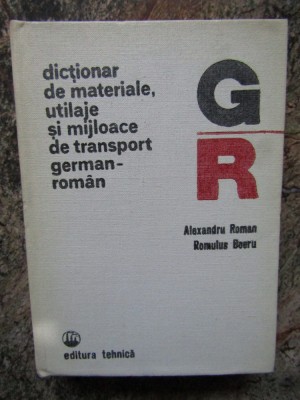 dicționar
de materiale,
utilaje
și mijloace
de transport
german-
român
G
R
Alexandru Roman
Romulus Boeru
editura tehnică